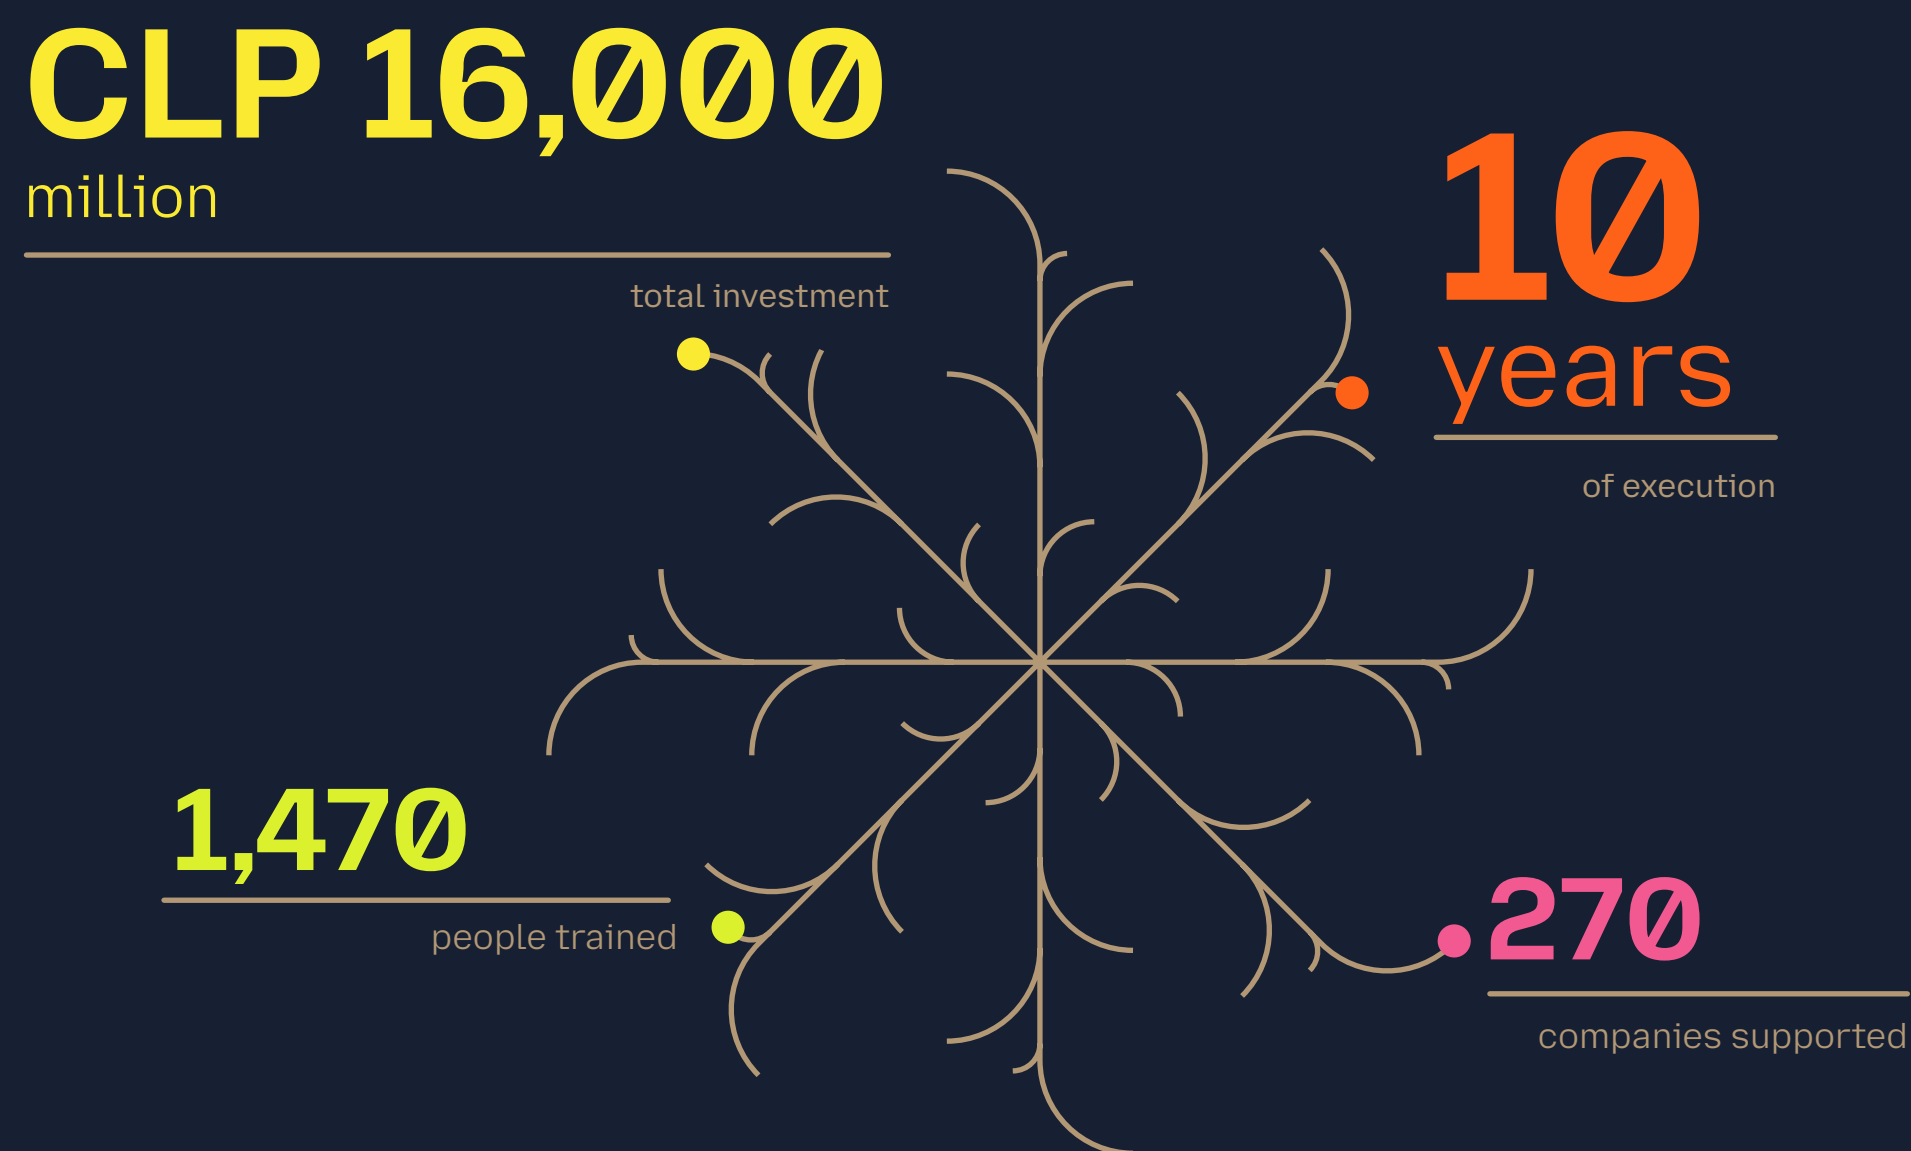 CLP 16,000
million
total investment
10
years
of execution
1,470
people trained
270
companies supported